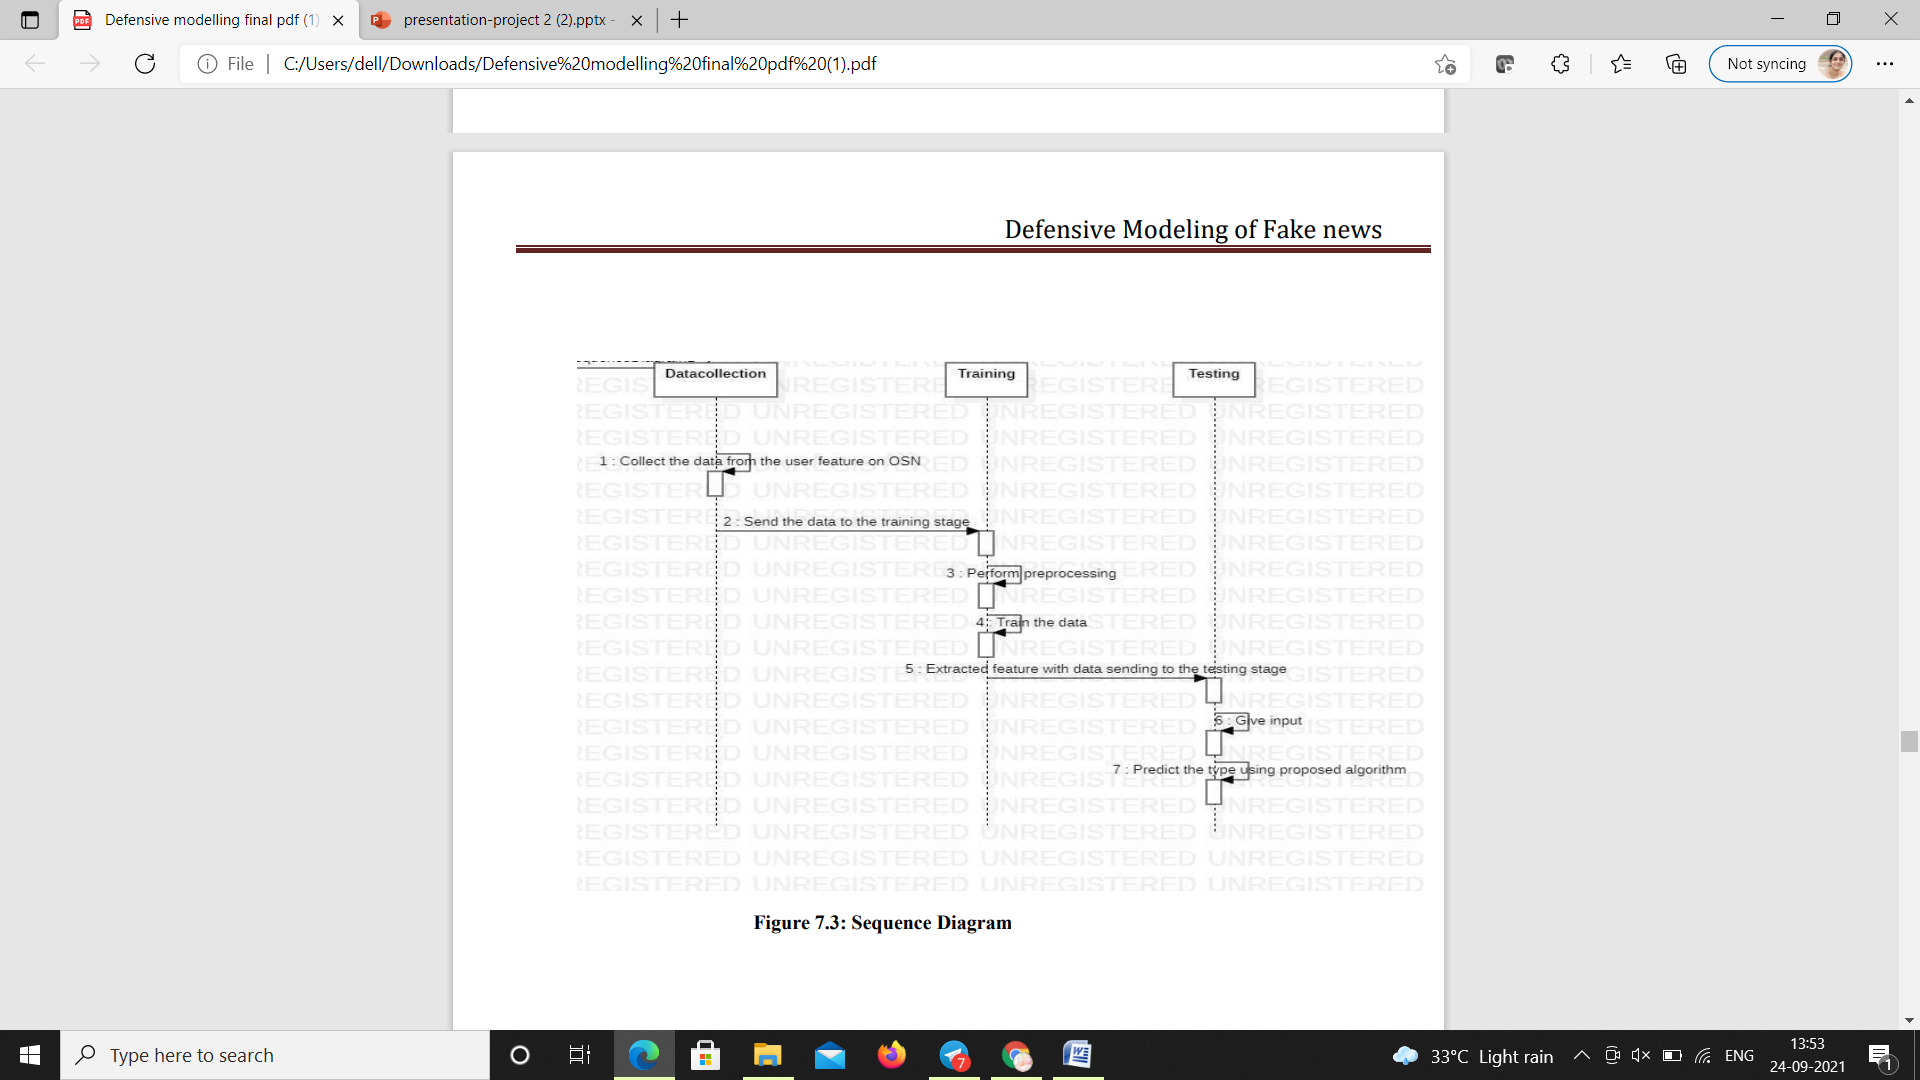 Defensive modelling final pdf (1)
presentation-project 2 (2).pptx -
File
C:/Users/dell/Downloads/Defensive%20modelling%20final%20pdf%20(1).pdf
Not syncing
Defensive Modeling of Fake news
Datacollection
Training
Testing
1 : Collect the data from the user feature on OSN
2 : Send the data to the training stage
3 : Perform preprocessing
4 : Train the data
5 : Extracted feature with data sending to the testing stage
6 : Give input
7 : Predict the type using proposed algorithm
UNREGISTERED UNREGISTERED UNREGISTERED
Figure 7.3: Sequence Diagram
Type here to search
7
33°C Light rain
ENG
13:53
24-09-2021
1